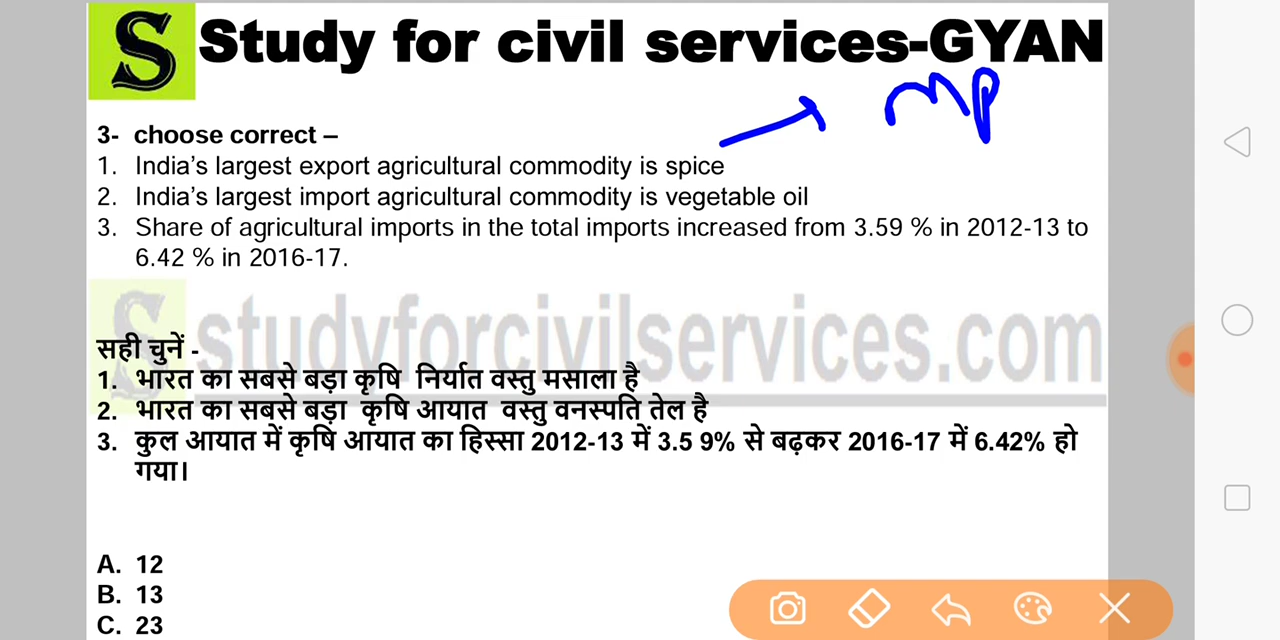 S Study for civil services-GYAN
MP
3- choose correct –
1. India's largest export agricultural commodity is spice
2. India's largest import agricultural commodity is vegetable oil
3. Share of agricultural imports in the total imports increased from 3.59 % in 2012-13 to
6.42 % in 2016-17.
S studyforcivilservices.com
सही चुनें -
1. भारत का सबसे बड़ा कृषि निर्यात वस्तु मसाला है
2. भारत का सबसे बड़ा कृषि आयात वस्तु वनस्पति तेल है
3. कुल आयात में कृषि आयात का हिस्सा 2012-13 में 3.5 9% से बढ़कर 2016-17 में 6.42% हो
गया।
A. 12
B. 13
C. 23